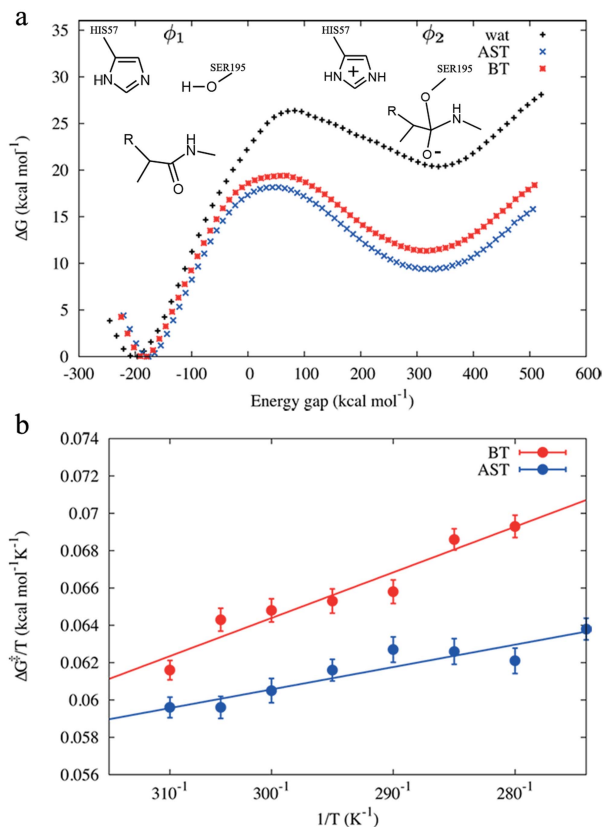 a
HIS57
ϕ1
HN
N
H
O
SER195
R
H
N
O
HIS57
ϕ2
HN
+
NH
SER195
O
R
H
N
O-
wat
AST
BT
35
30
25
20
15
10
5
0
ΔG (kcal mol-1)
-300 -200 -100 0 100 200 300 400 500 600
Energy gap (kcal mol-1)
b
BT
AST
0.074
0.072
0.07
0.068
0.066
0.064
0.062
0.06
0.058
0.056
ΔG‡/T (kcal mol-1K-1)
310-1 300-1 290-1 280-1
1/T (K-1)